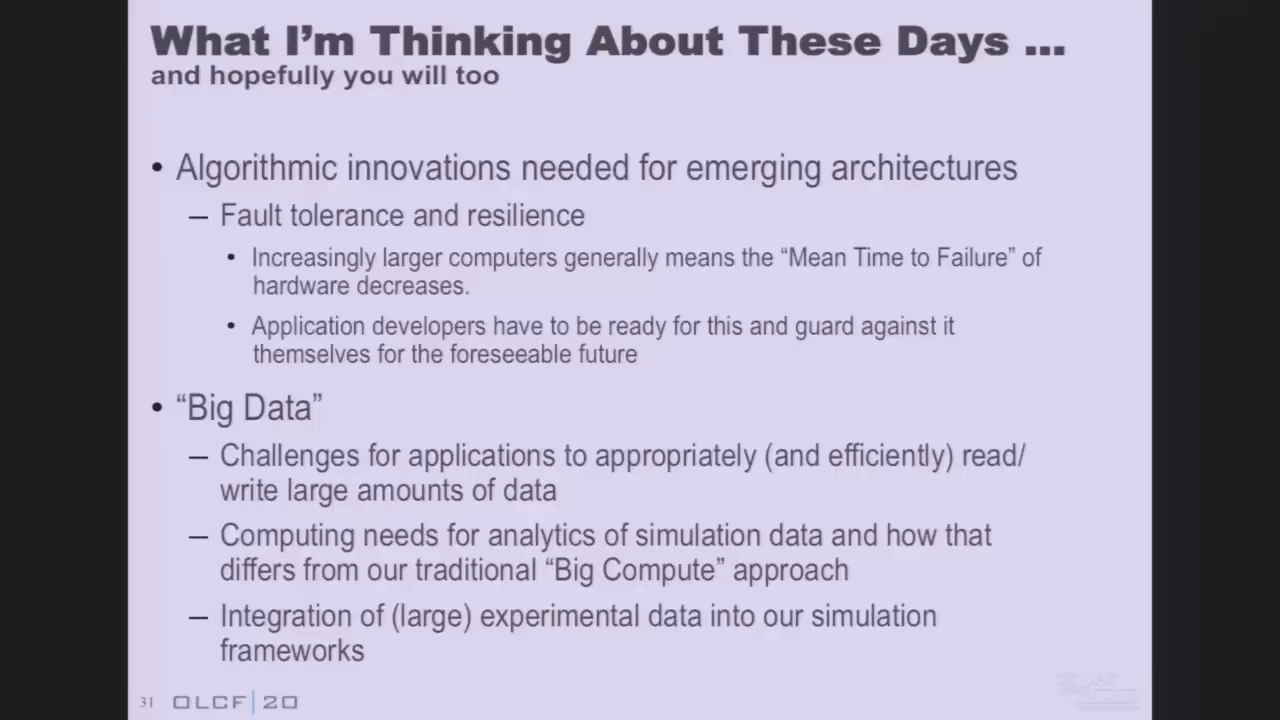 What I'm Thinking About These Days ...
and hopefully you will too
• Algorithmic innovations needed for emerging architectures
– Fault tolerance and resilience
• Increasingly larger computers generally means the “Mean Time to Failure” of
hardware decreases.
• Application developers have to be ready for this and guard against it
themselves for the foreseeable future
• “Big Data”
– Challenges for applications to appropriately (and efficiently) read/
write large amounts of data
– Computing needs for analytics of simulation data and how that
differs from our traditional “Big Compute” approach
– Integration of (large) experimental data into our simulation
frameworks
31 OLCF | 20